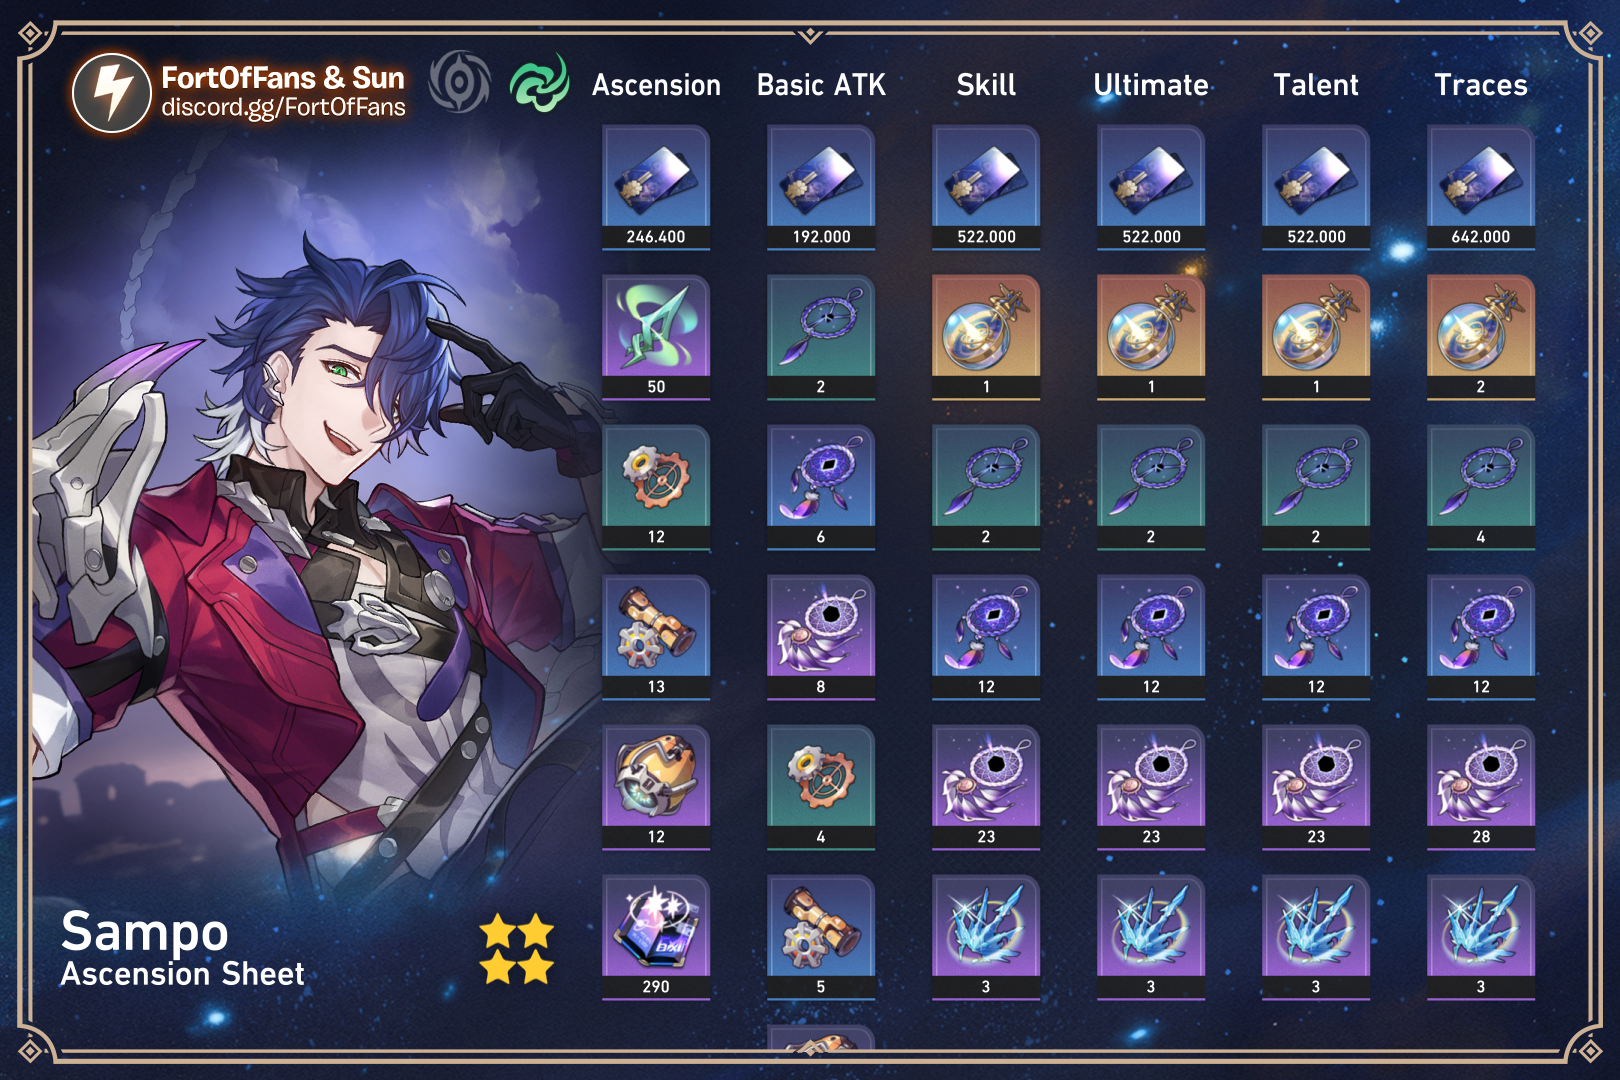 FortOfFans & Sun
discord.gg/FortOfFans
Ascension Basic ATK Skill Ultimate Talent Traces
246.400 192.000 522.000 522.000 522.000 642.000
50 2 1 1 1 2
12 6 2 2 2 4
13 8 12 12 12 12
12 4 23 23 23 28
290 5 3 3 3 3
Sampo
Ascension Sheet